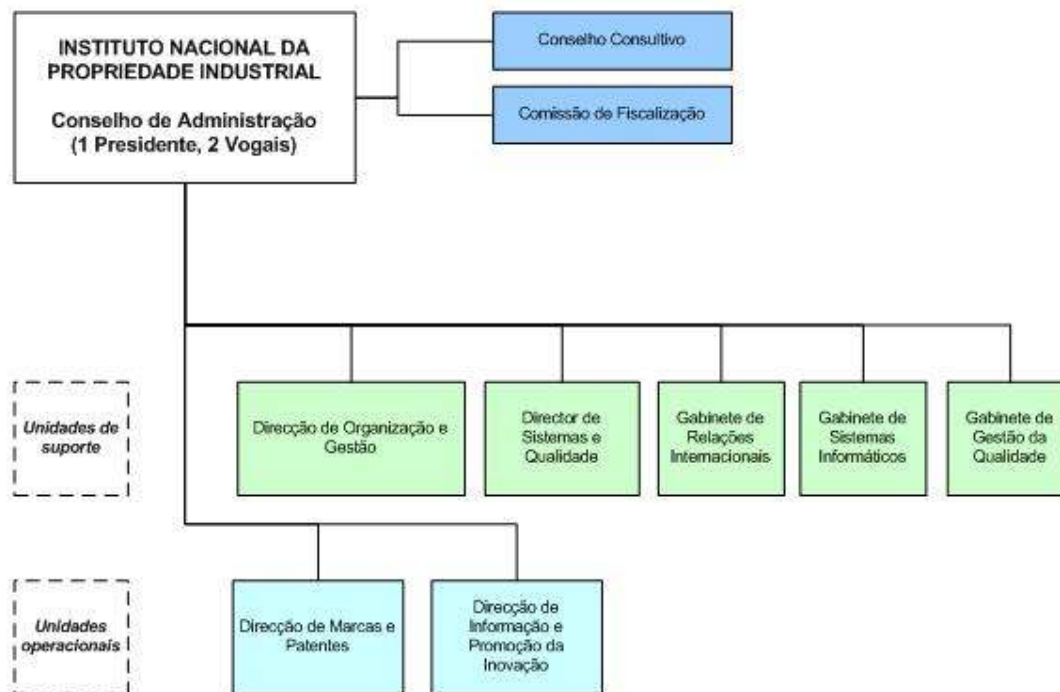 INSTITUTO NACIONAL DA
PROPRIEDADE INDUSTRIAL
Conselho de Administração
(1 Presidente, 2 Vogais)
Conselho Consultivo
Comissão de Fiscalização
Unidades de
suporte
Direcção de Organização e
Gestão
Director de
Sistemas e
Qualidade
Gabinete de
Relações
Internacionais
Gabinete de
Sistemas
Informáticos
Gabinete de
Gestão da
Qualidade
Unidades
operacionais
Direcção de Marcas e
Patentes
Direcção de
Informação e
Promoção da
Inovação